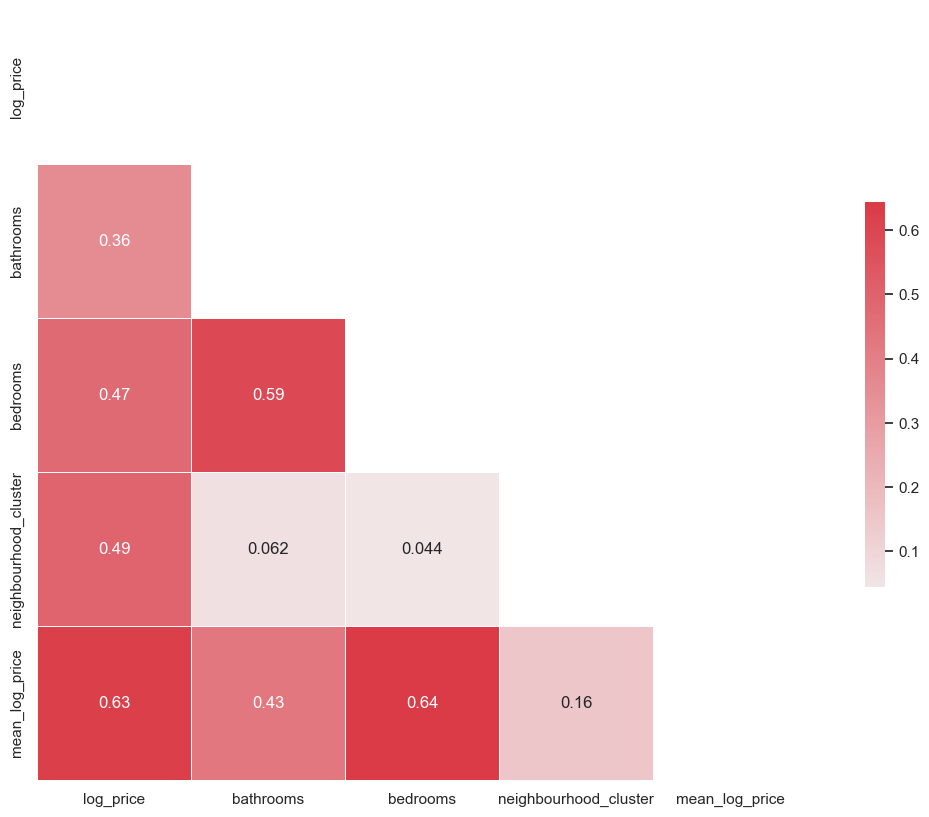 log_price
bathrooms
0.36
bedrooms
0.47 0.59
neighbourhood_cluster
0.49 0.062 0.044
mean_log_price
0.63 0.43 0.64 0.16
log_price bathrooms bedrooms neighbourhood_cluster mean_log_price
0.6
0.5
0.4
0.3
0.2
0.1